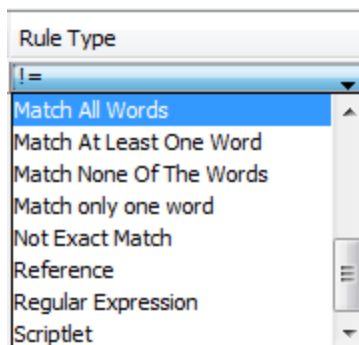 Rule Type
!=
Match All Words
Match At Least One Word
Match None Of The Words
Match only one word
Not Exact Match
Reference
Regular Expression
Scriptlet